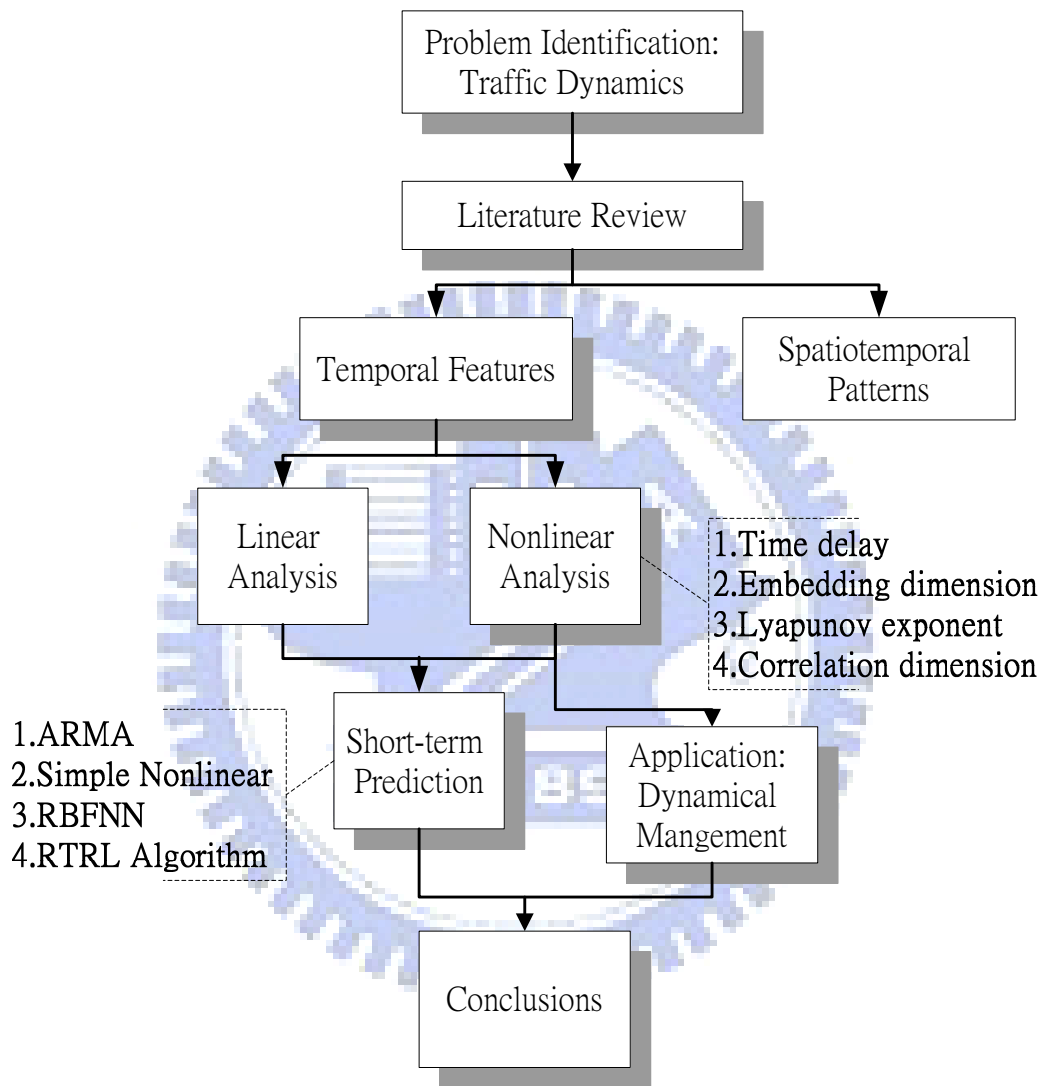 Problem Identification:
Traffic Dynamics
Literature Review
Temporal Features
Spatiotemporal
Patterns
Linear
Analysis
Nonlinear
Analysis
1.Time delay
2.Embedding dimension
3.Lyapunov exponent
4.Correlation dimension
1.ARMA
2.Simple Nonlinear
3.RBFNN
4.RTRL Algorithm
Short-term
Prediction
Application:
Dynamical
Mangement
Conclusions